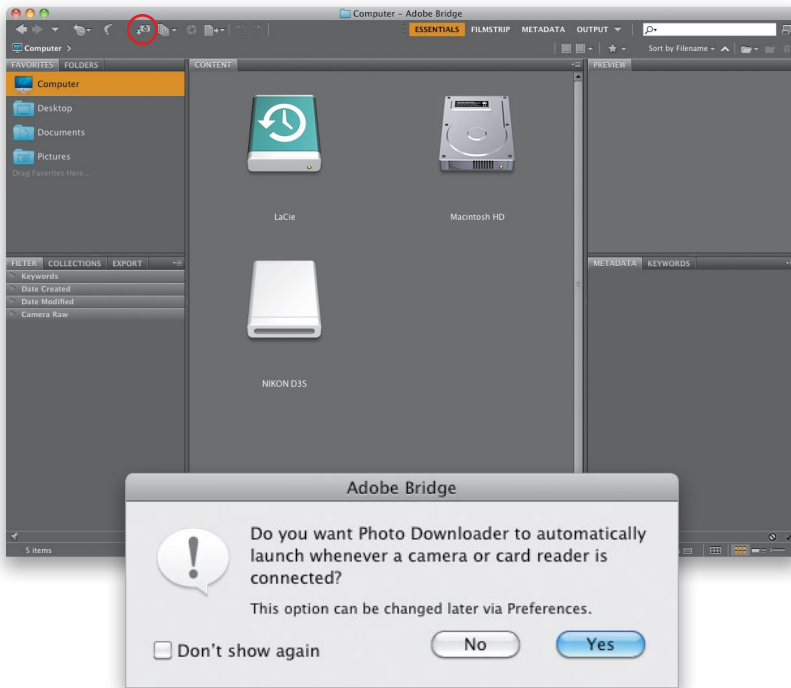 Computer – Adobe Bridge
ESSENTIALS FILMSTRIP METADATA OUTPUT
Computer
Sort by Filename
FAVORITES FOLDERS
CONTENT
PREVIEW
Computer
Desktop
Documents
Pictures
Drag Favorites Here...
LaCie
Macintosh HD
FILTER COLLECTIONS EXPORT
METADATA KEYWORDS
Keywords
Date Created
Date Modified
Camera Raw
NIKON D3S
5 items
Adobe Bridge
Do you want Photo Downloader to automatically
launch whenever a camera or card reader is
connected?
This option can be changed later via Preferences.
Don't show again
No
Yes